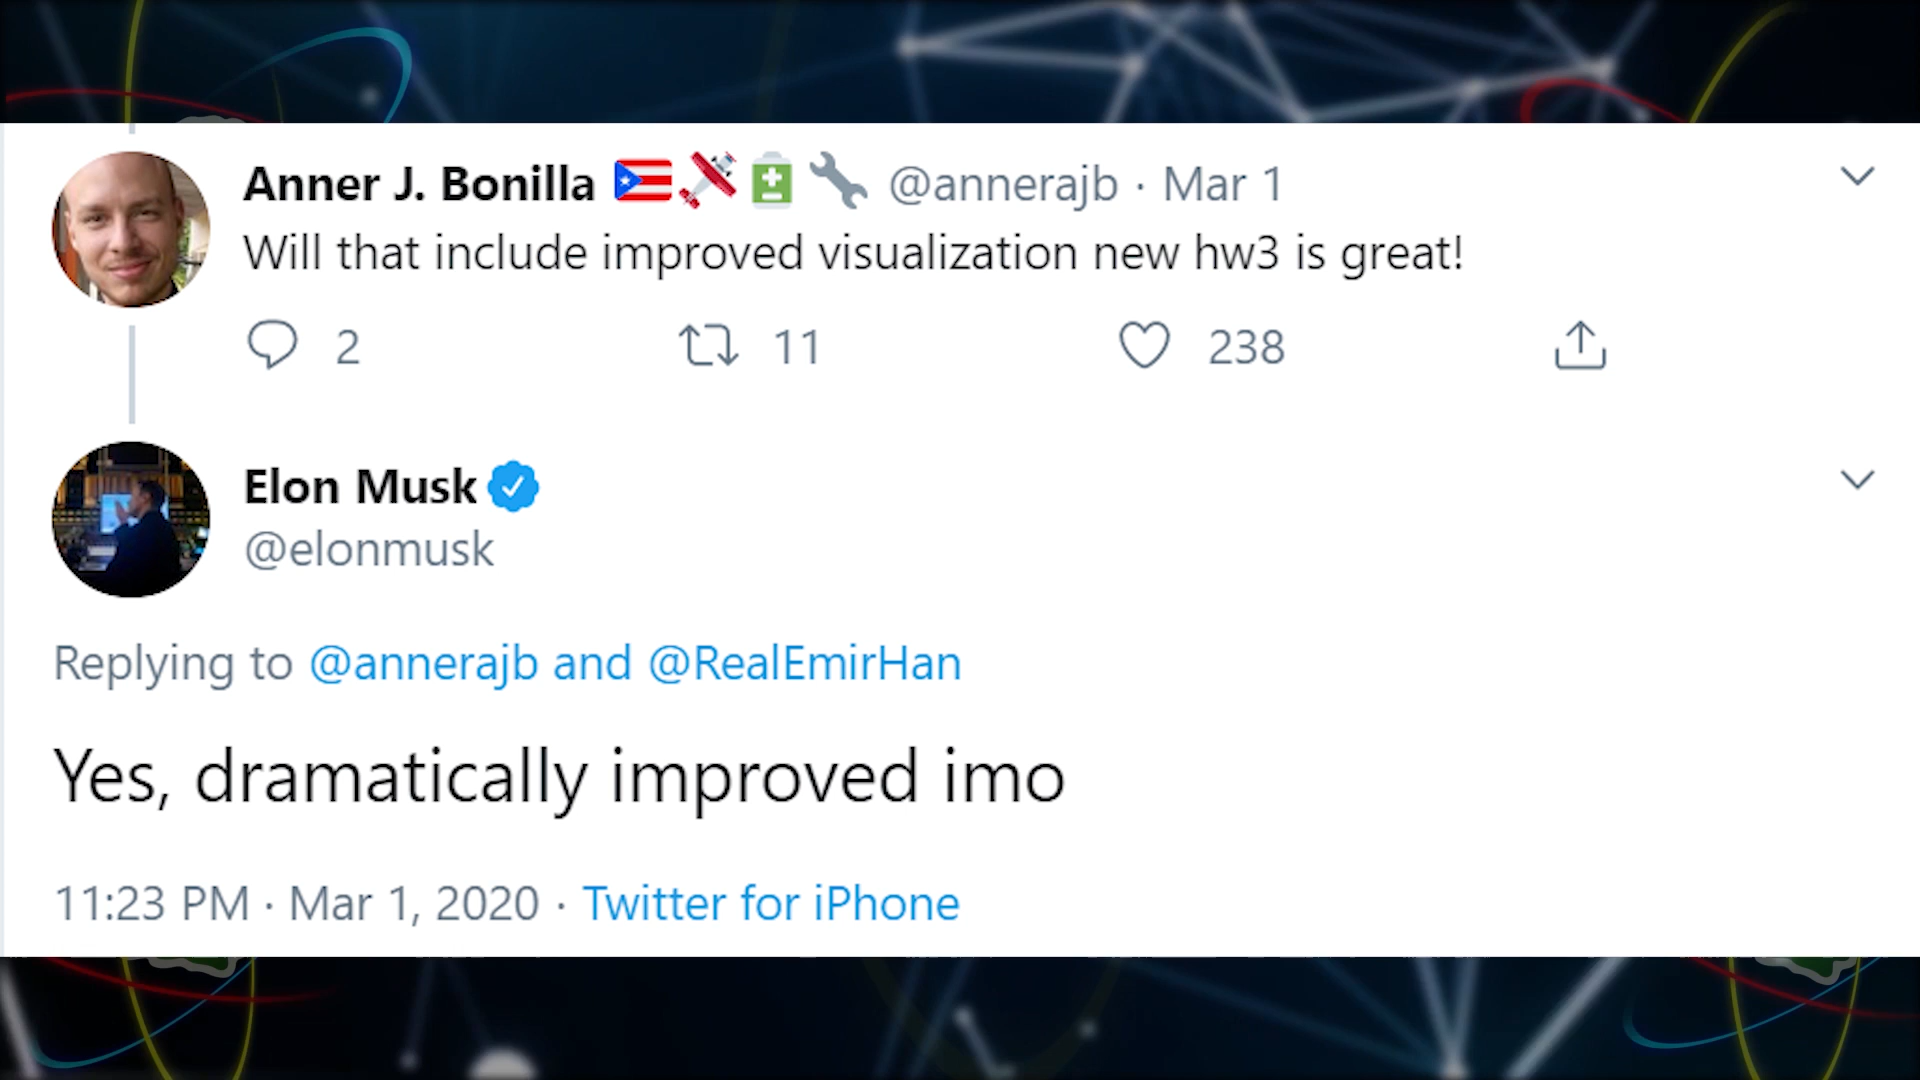 Anner J. Bonilla 🇵🇷🛩🔋🔧 @annerajb · Mar 1
Will that include improved visualization new hw3 is great!
2 11 238
Elon Musk
@elonmusk
Replying to @annerajb and @RealEmirHan
Yes, dramatically improved imo
11:23 PM · Mar 1, 2020 · Twitter for iPhone